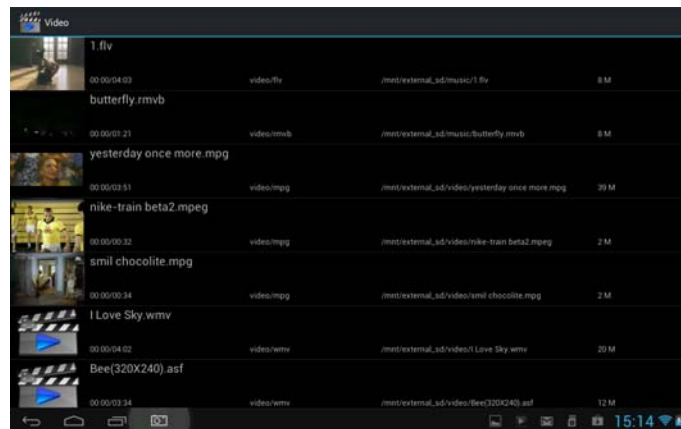 Video
1.flv
00:00/04:03 video/flv /mnt/external_sd/music/1.flv 8 M
butterfly.rmvb
00:00/01:21 video/rmvb /mnt/external_sd/music/butterfly.rmvb 8 M
yesterday once more.mpg
00:00/03:51 video/mpg /mnt/external_sd/video/yesterday once more.mpg 39 M
nike-train beta2.mpeg
00:00/00:32 video/mpg /mnt/external_sd/video/nike-train beta2.mpeg 2 M
smil chocolite.mpg
00:00/00:34 video/mpg /mnt/external_sd/video/smil chocolite.mpg 2 M
I Love Sky.wmv
00:00/04:02 video/wmv /mnt/external_sd/video/I Love Sky.wmv 20 M
Bee(320X240).asf
00:00/03:34 video/wmv /mnt/external_sd/video/Bee(320X240).asf 12 M
15:14